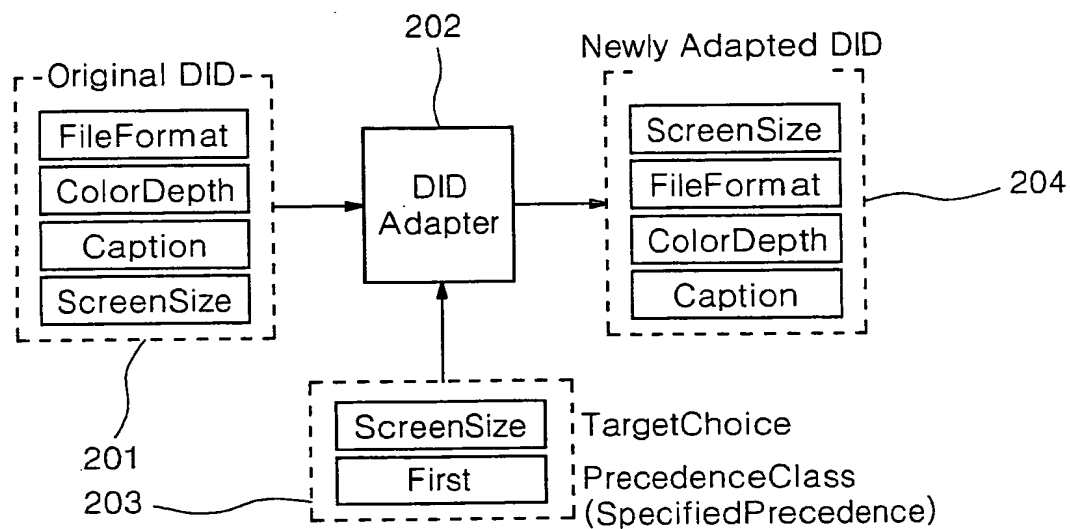 202
Original DID
FileFormat
ColorDepth
Caption
ScreenSize
201
DID
Adapter
Newly Adapted DID
ScreenSize
FileFormat
ColorDepth
Caption
204
ScreenSize
TargetChoice
First
PrecedenceClass
(SpecifiedPrecedence)
203